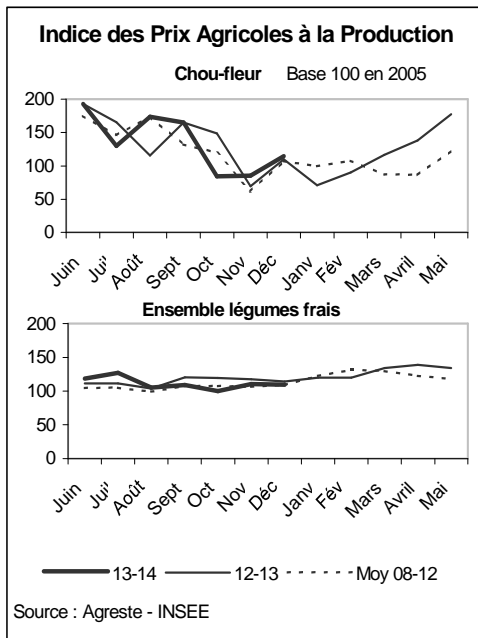 Indice des Prix Agricoles à la Production
Chou-fleur Base 100 en 2005
200
150
100
50
0
Juin Jui' Août Sept Oct Nov Déc Janv Fév Mars Avril Mai
Ensemble légumes frais
200
150
100
50
0
Juin Jui' Août Sept Oct Nov Déc Janv Fév Mars Avril Mai
13-14 12-13 Moy 08-12
Source : Agreste - INSEE